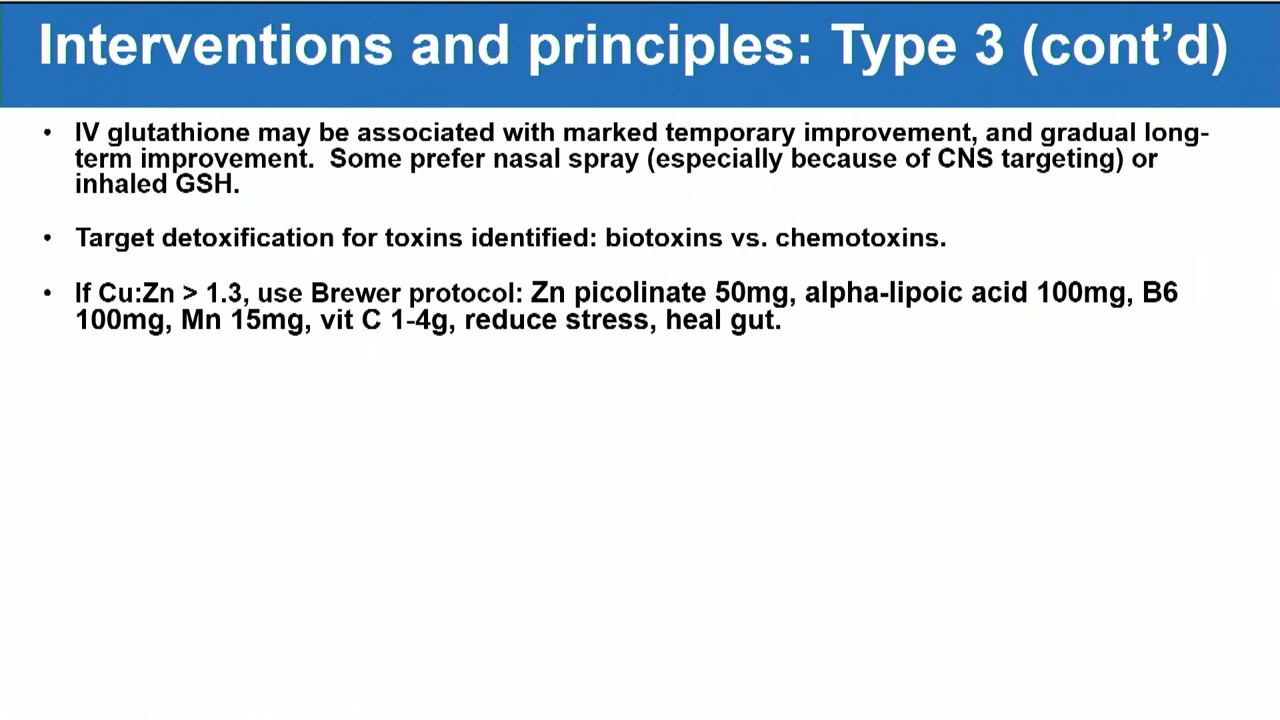 Interventions and principles: Type 3 (cont’d)
• IV glutathione may be associated with marked temporary improvement, and gradual long-
term improvement.  Some prefer nasal spray (especially because of CNS targeting) or
inhaled GSH.
• Target detoxification for toxins identified: biotoxins vs. chemotoxins.
• If Cu:Zn > 1.3, use Brewer protocol: Zn picolinate 50mg, alpha-lipoic acid 100mg, B6
100mg, Mn 15mg, vit C 1-4g, reduce stress, heal gut.